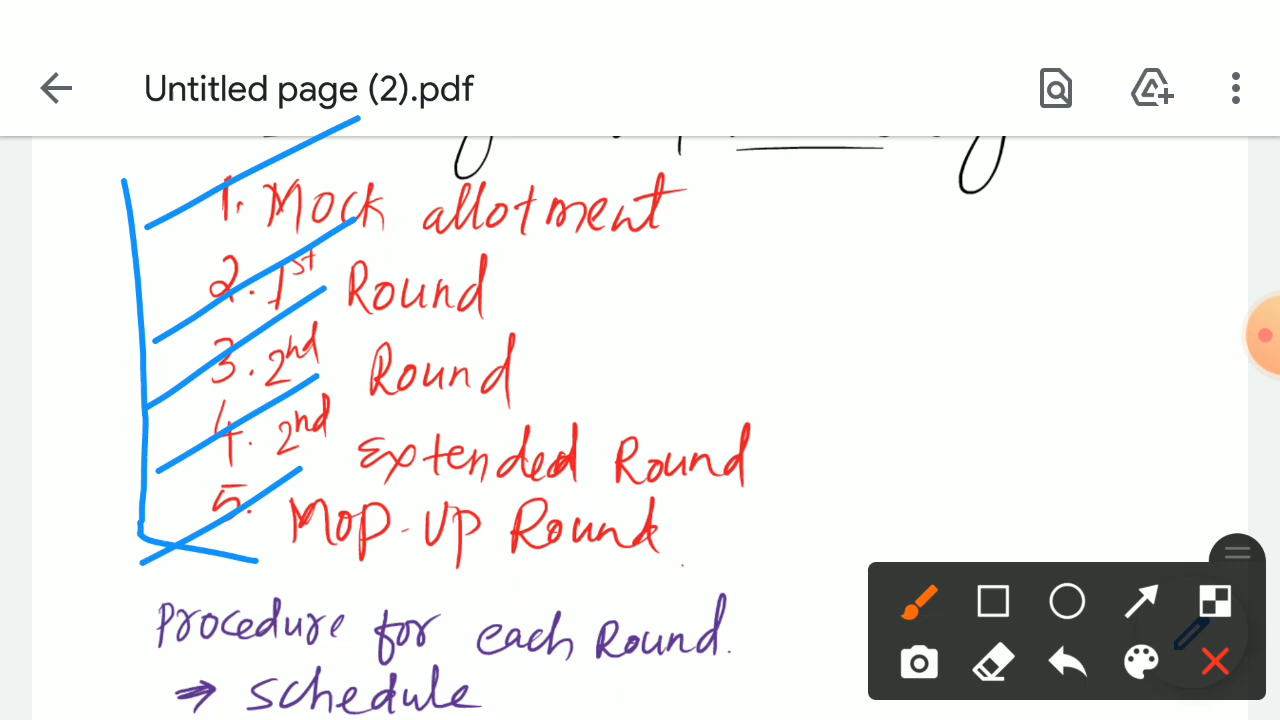 Untitled page (2).pdf
1. Mock allotment
2. 1st Round
3. 2nd Round
4. 2nd Extended Round
5. Mop-up Round
Procedure for each Round.
→ schedule